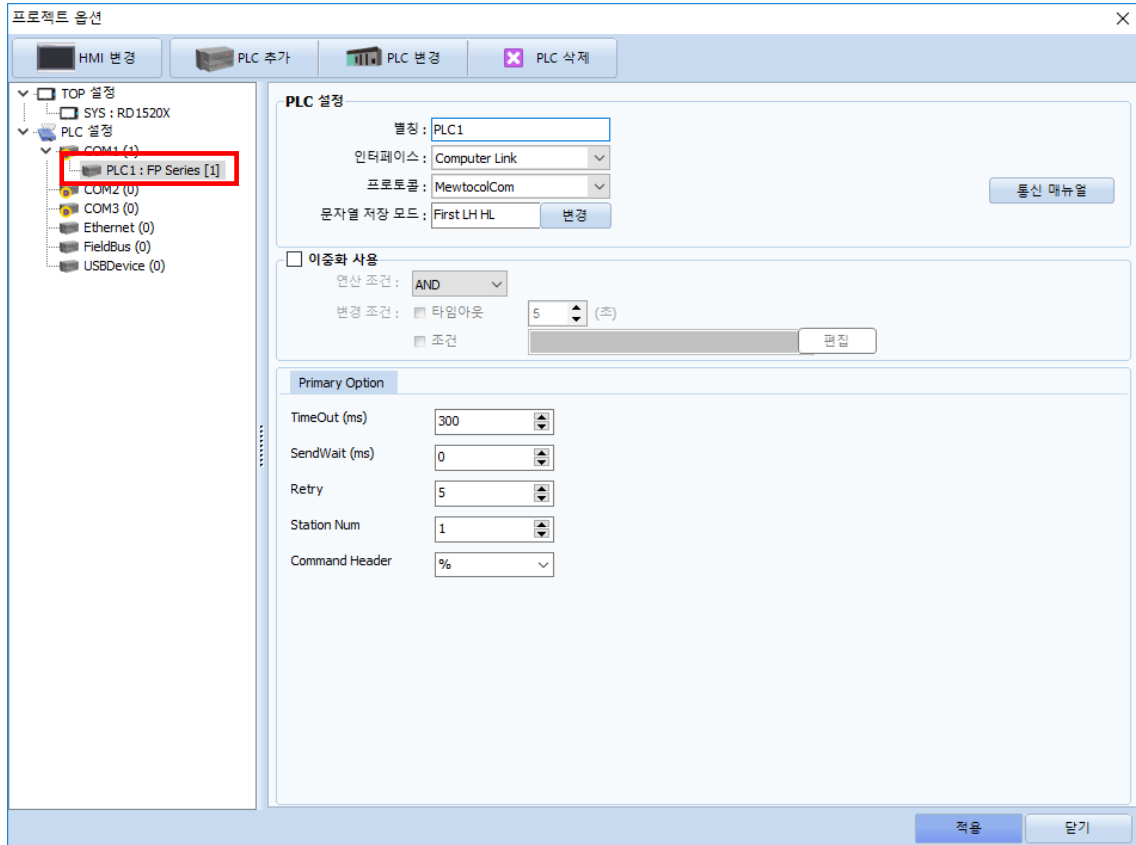 프로젝트 옵션
HMI 변경
PLC 추가
PLC 변경
PLC 삭제
TOP 설정
SYS : RD1520X
PLC 설정
COM1 (1)
PLC1 : FP Series [1]
COM2 (0)
COM3 (0)
Ethernet (0)
FieldBus (0)
USBDevice (0)
PLC 설정
별칭 : PLC1
인터페이스 : Computer Link
프로토콜 : MewtocolCom
통신 매뉴얼
문자열 저장 모드 : First LH HL 변경
이중화 사용
연산 조건 : AND
변경 조건 : 타임아웃 5 (초)
조건 편집
Primary Option
TimeOut (ms) 300
SendWait (ms) 0
Retry 5
Station Num 1
Command Header %
적용 닫기